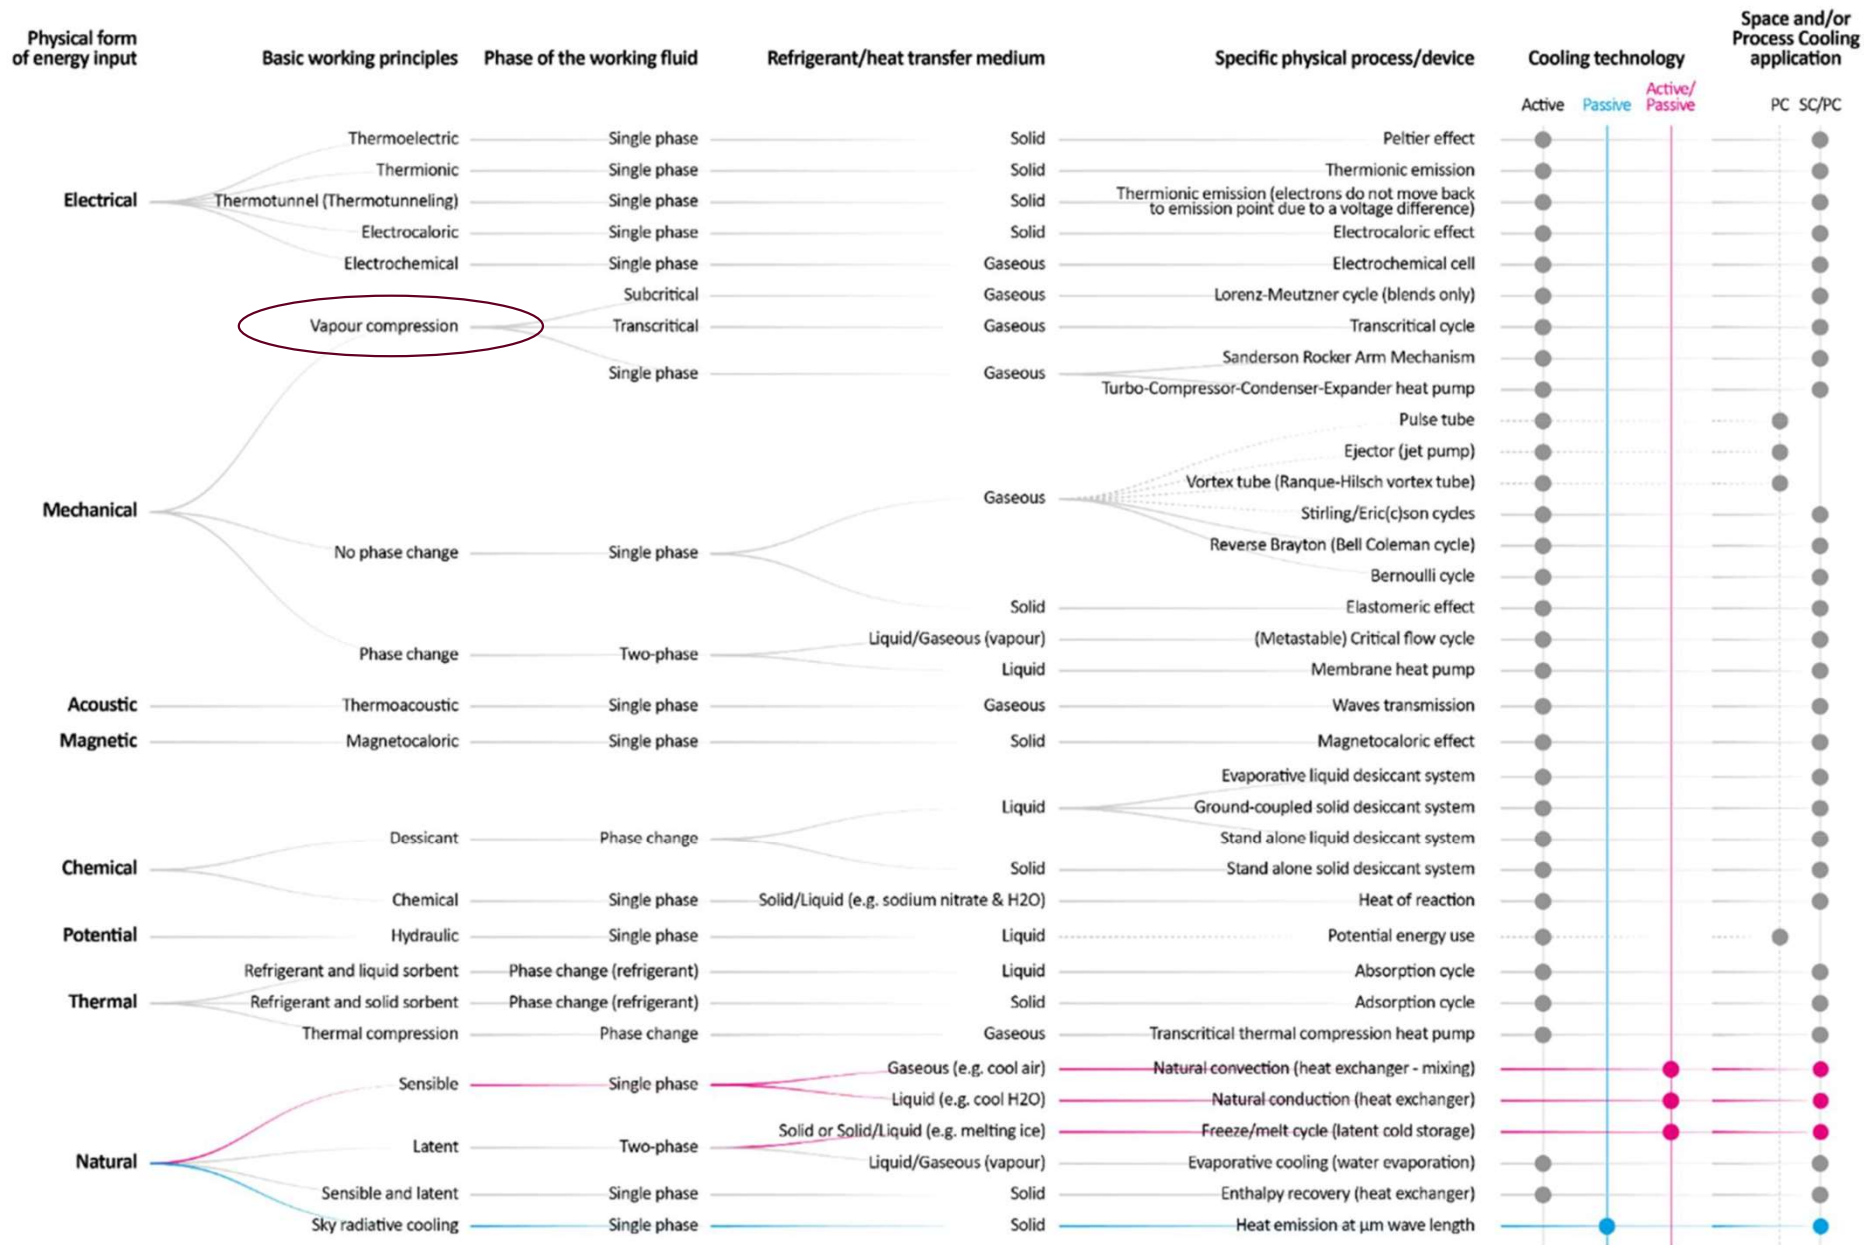 Physical form
of energy input
Basic working principles
Phase of the working fluid
Refrigerant/heat transfer medium
Specific physical process/device
Cooling technology
Space and/or
Process Cooling
application
Active
Passive
Active/
Passive
PC
SC/PC
Thermoelectric Single phase Solid Peltier effect
Thermionic Single phase Solid Thermionic emission
Electrical
Thermotunnel (Thermotunneling) Single phase Solid Thermionic emission (electrons do not move back
to emission point due to a voltage difference)
Electrocaloric Single phase Solid Electrocaloric effect
Electrochemical Single phase Gaseous Electrochemical cell
Subcritical Gaseous Lorenz-Meutzner cycle (blends only)
Vapour compression Transcritical Gaseous Transcritical cycle
Sanderson Rocker Arm Mechanism
Single phase Gaseous
Turbo-Compressor-Condenser-Expander heat pump
Pulse tube
Ejector (jet pump)
Vortex tube (Ranque-Hilsch vortex tube)
Gaseous
Mechanical
Stirling/Eric(c)son cycles
Reverse Brayton (Bell Coleman cycle)
No phase change Single phase
Bernoulli cycle
Solid Elastomeric effect
Liquid/Gaseous (vapour) (Metastable) Critical flow cycle
Phase change Two-phase
Liquid Membrane heat pump
Acoustic Thermoacoustic Single phase Gaseous Waves transmission
Magnetic Magnetocaloric Single phase Solid Magnetocaloric effect
Evaporative liquid desiccant system
Liquid Ground-coupled solid desiccant system
Dessicant Phase change Stand alone liquid desiccant system
Chemical
Solid Stand alone solid desiccant system
Chemical Single phase Solid/Liquid (e.g. sodium nitrate & H2O) Heat of reaction
Potential Hydraulic Single phase Liquid Potential energy use
Refrigerant and liquid sorbent Phase change (refrigerant) Liquid Absorption cycle
Thermal Refrigerant and solid sorbent Phase change (refrigerant) Solid Adsorption cycle
Thermal compression Phase change Gaseous Transcritical thermal compression heat pump
Gaseous (e.g. cool air) Natural convection (heat exchanger - mixing)
Sensible Single phase
Liquid (e.g. cool H2O) Natural conduction (heat exchanger)
Solid or Solid/Liquid (e.g. melting ice) Freeze/melt cycle (latent cold storage)
Latent Two-phase
Natural
Liquid/Gaseous (vapour) Evaporative cooling (water evaporation)
Sensible and latent Single phase Solid Enthalpy recovery (heat exchanger)
Sky radiative cooling Single phase Solid Heat emission at µm wave length